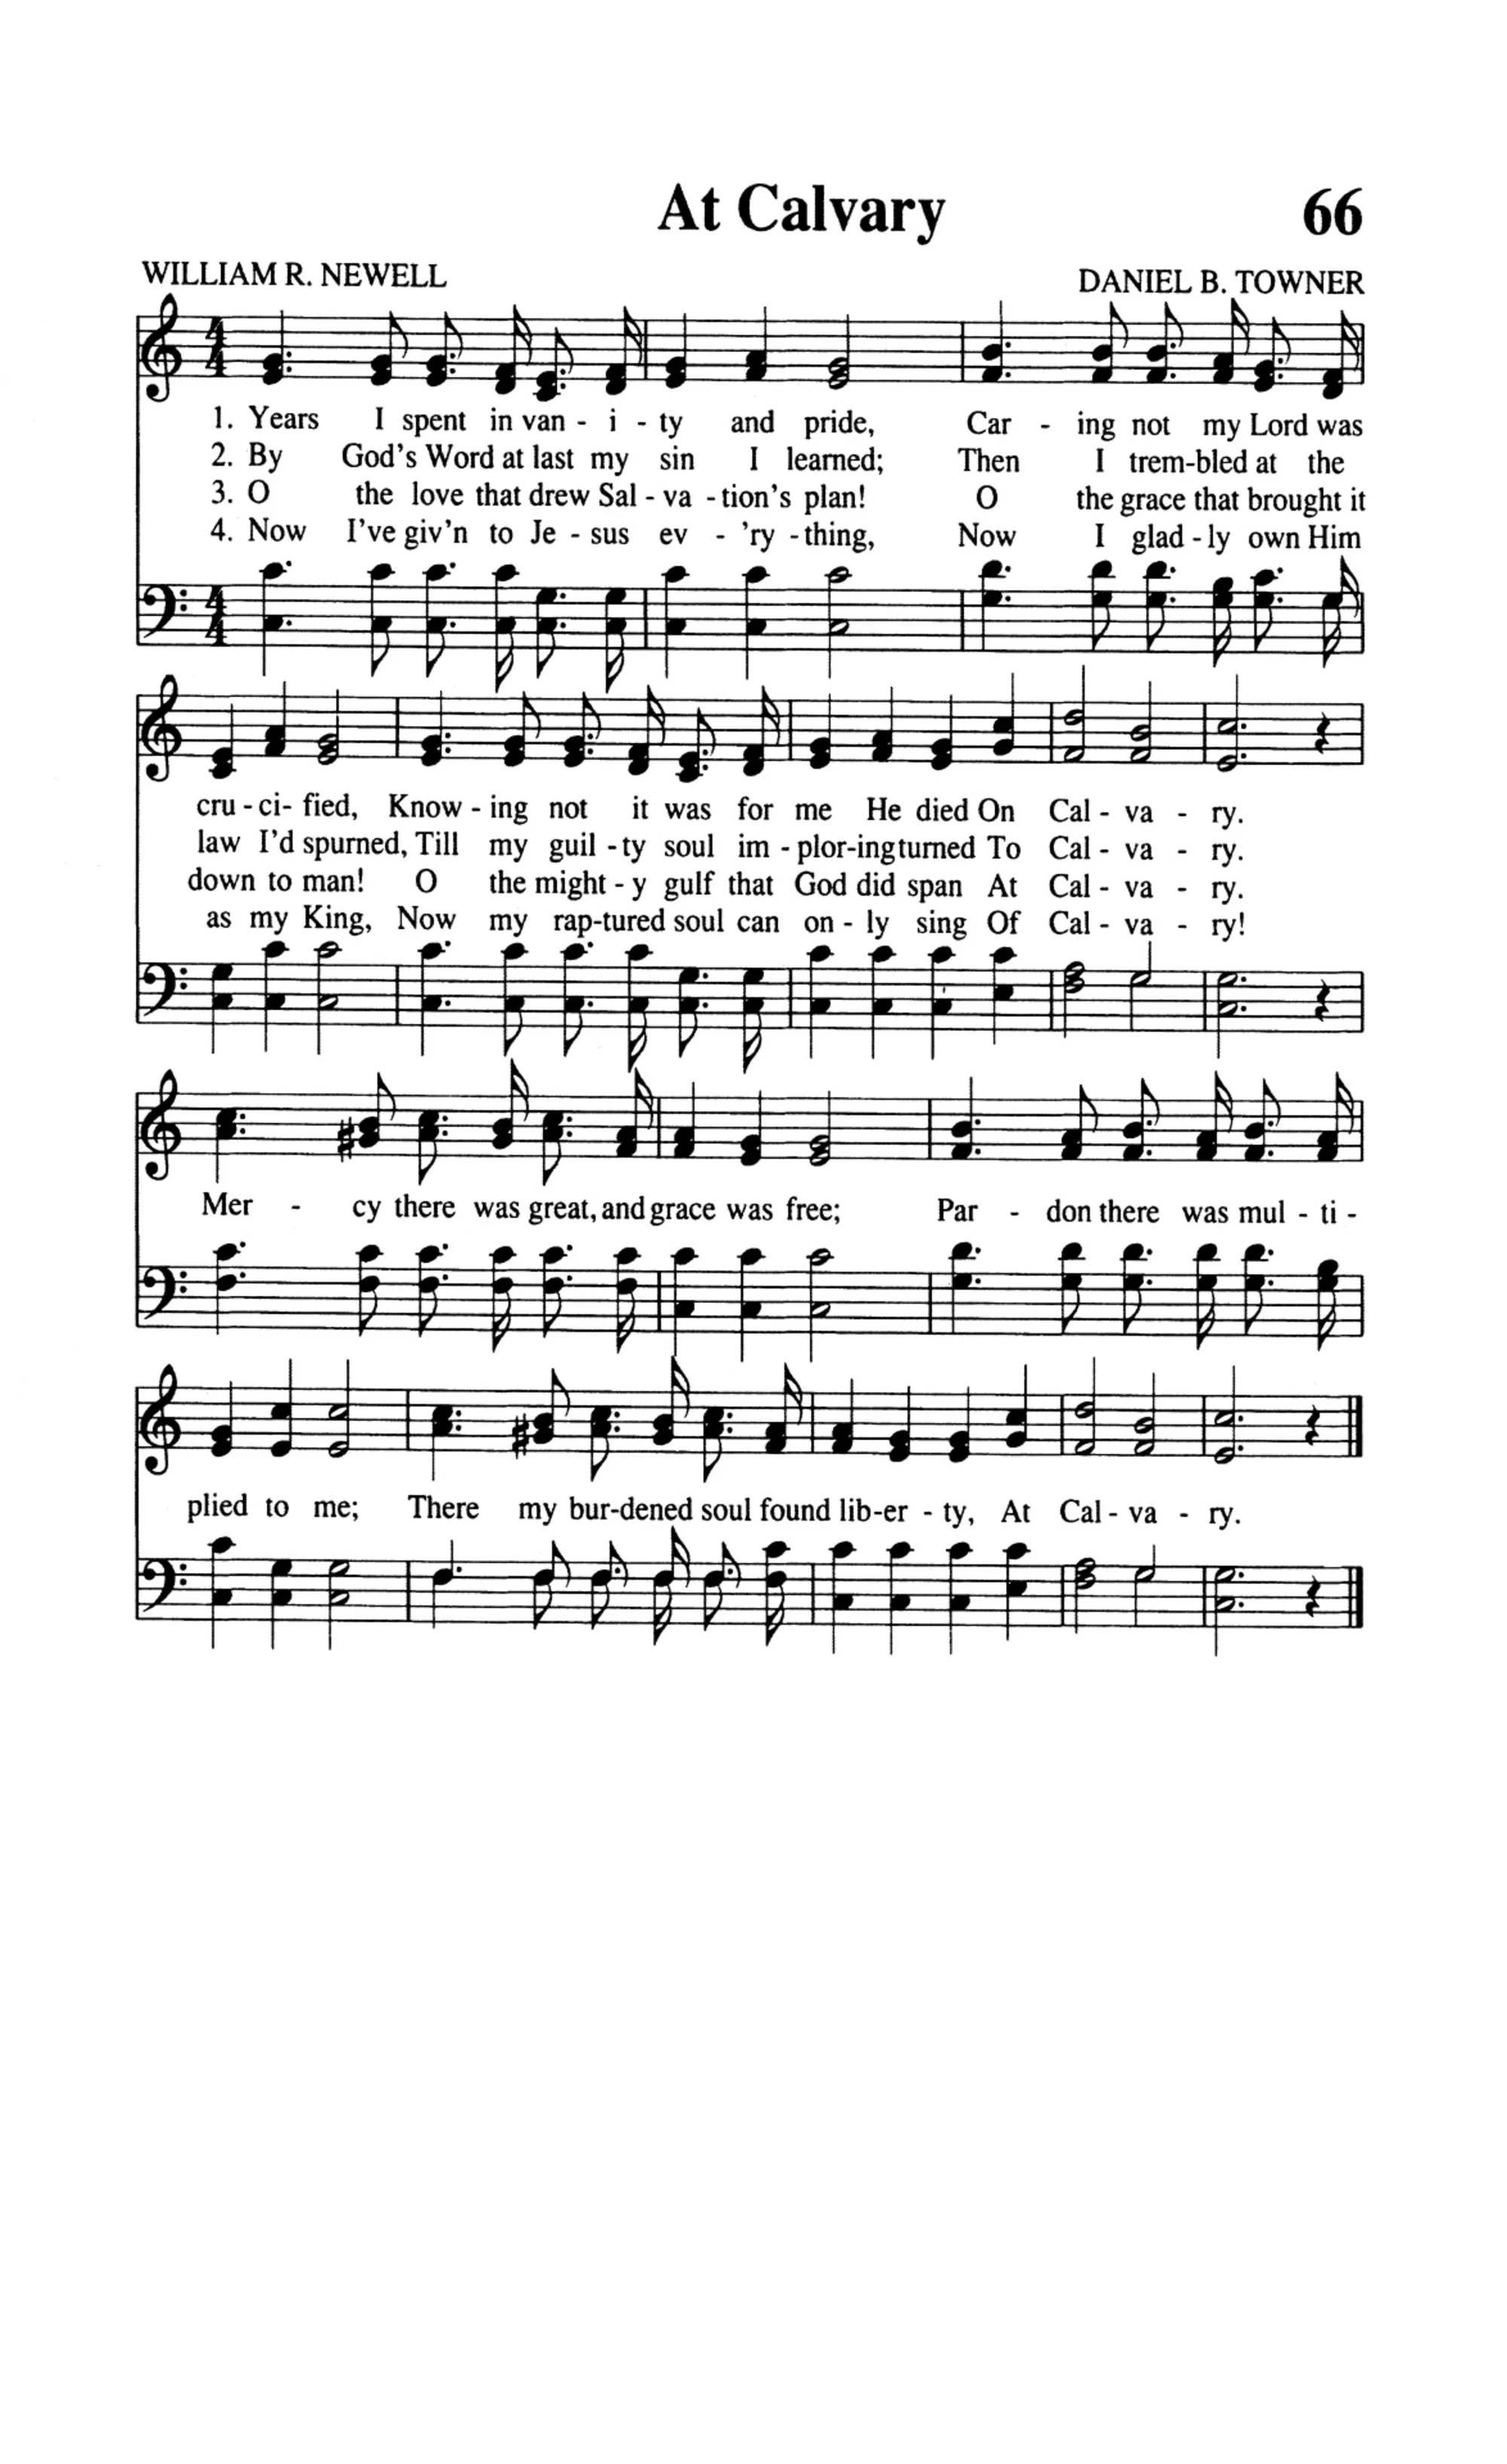 At Calvary 66
WILLIAM R. NEWELL DANIEL B. TOWNER
1. Years I spent in van - i - ty and pride, Car - ing not my Lord was
2. By God's Word at last my sin I learned; Then I trem-bled at the
3. O the love that drew Sal - va - tion's plan! O the grace that brought it
4. Now I've giv'n to Je - sus ev - 'ry - thing, Now I glad - ly own Him
cru - ci- fied, Know - ing not it was for me He died On Cal - va - ry.
law I'd spurned, Till my guil - ty soul im - plor-ing turned To Cal - va - ry.
down to man! O the might - y gulf that God did span At Cal - va - ry.
as my King, Now my rap-tured soul can on - ly sing Of Cal - va - ry!
Mer - cy there was great, and grace was free; Par - don there was mul - ti -
plied to me; There my bur-dened soul found lib-er - ty, At Cal - va - ry.